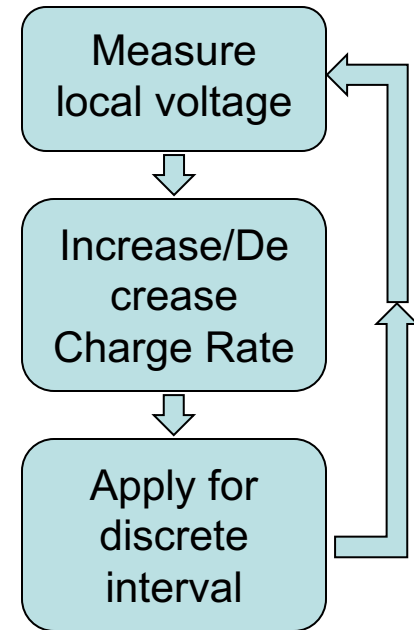 Measure
local voltage
Increase/De
crease
Charge Rate
Apply for
discrete
interval